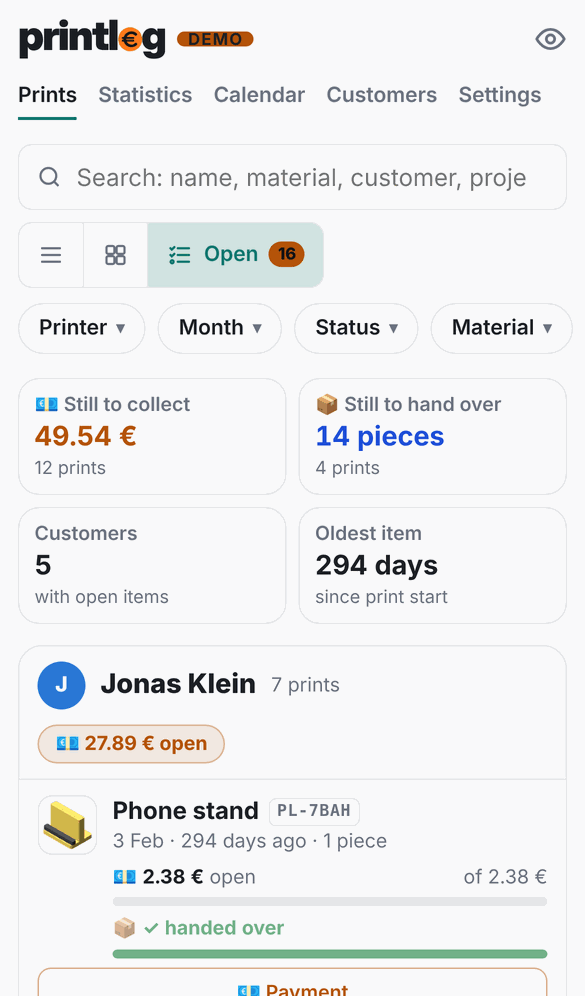 printl€g DEMO
Prints Statistics Calendar Customers Settings
Search: name, material, customer, proje
Open 16
Printer ▾ Month ▾ Status ▾ Material ▾
💶 Still to collect
49.54 €
12 prints
📦 Still to hand over
14 pieces
4 prints
Customers
5
with open items
Oldest item
294 days
since print start
J Jonas Klein 7 prints
💶 27.89 € open
Phone stand PL-7BAH
3 Feb · 294 days ago · 1 piece
💶 2.38 € open of 2.38 €
📦 ✓ handed over
💶 Payment